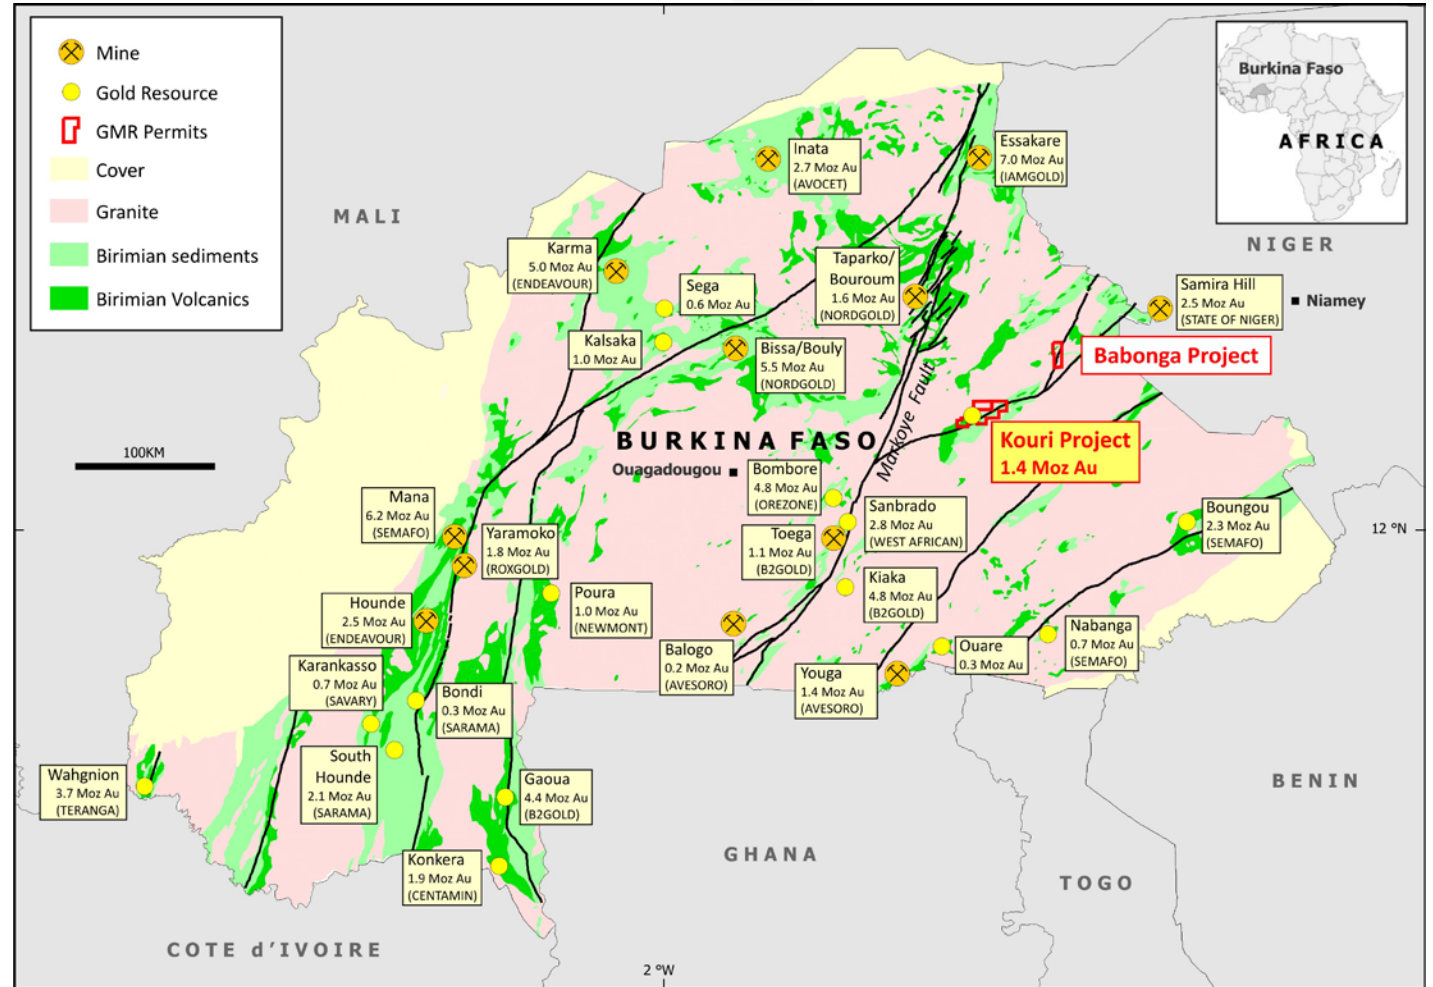 Mine
Gold Resource
GMR Permits
Cover
Granite
Birimian sediments
Birimian Volcanics
Burkina Faso
AFRICA
MALI
NIGER
Inata
2.7 Moz Au
(AVOCET)
Essakare
7.0 Moz Au
(IAMGOLD)
Karma
5.0 Moz Au
(ENDEAVOUR)
Sega
0.6 Moz Au
Taparko/
Bouroum
1.6 Moz Au
(NORDGOLD)
Samira Hill
2.5 Moz Au
(STATE OF NIGER)
Niamey
Kalsaka
1.0 Moz Au
Bissa/Bouly
5.5 Moz Au
(NORDGOLD)
Babonga Project
Markoye Fault
BURKINA FASO
Kouri Project
1.4 Moz Au
100KM
Ouagadougou
Bombore
4.8 Moz Au
(OREZONE)
Mana
6.2 Moz Au
(SEMAFO)
Sanbrado
2.8 Moz Au
(WEST AFRICAN)
Boungou
2.3 Moz Au
(SEMAFO)
12 ºN
Yaramoko
1.8 Moz Au
(ROXGOLD)
Toega
1.1 Moz Au
(B2GOLD)
Kiaka
4.8 Moz Au
(B2GOLD)
Hounde
2.5 Moz Au
(ENDEAVOUR)
Poura
1.0 Moz Au
(NEWMONT)
Nabanga
0.7 Moz Au
(SEMAFO)
Ouare
0.3 Moz Au
Balogo
0.2 Moz Au
(AVESORO)
Youga
1.4 Moz Au
(AVESORO)
Karankasso
0.7 Moz Au
(SAVARY)
Bondi
0.3 Moz Au
(SARAMA)
South
Hounde
2.1 Moz Au
(SARAMA)
Wahgnion
3.7 Moz Au
(TERANGA)
Gaoua
4.4 Moz Au
(B2GOLD)
BENIN
Konkera
1.9 Moz Au
(CENTAMIN)
GHANA
TOGO
COTE d'IVOIRE
2 ºW